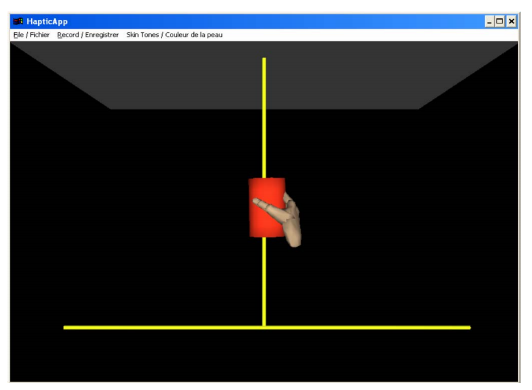 HapticApp
File / Fichier Record / Enregistrer Skin Tones / Couleur de la peau